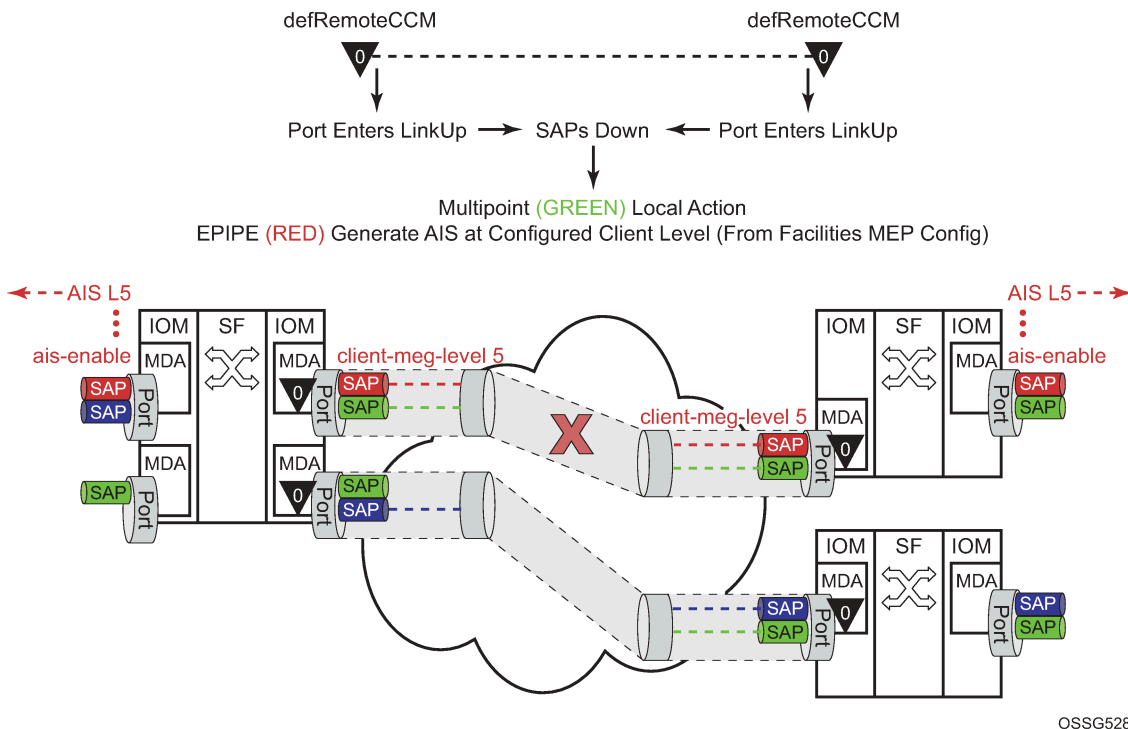 defRemoteCCM defRemoteCCM
0 0
Port Enters LinkUp SAPs Down Port Enters LinkUp
Multipoint (GREEN) Local Action
EPIPE (RED) Generate AIS at Configured Client Level (From Facilities MEP Config)
AIS L5 AIS L5
IOM SF IOM IOM SF IOM
ais-enable MDA MDA client-meg-level 5 MDA ais-enable
SAP Port 0 Port SAP Port SAP
SAP SAP SAP
client-meg-level 5
X
MDA SAP Port
0 SAP
MDA MDA
SAP Port 0 Port SAP
SAP
IOM SF IOM
MDA MDA
SAP Port 0 Port SAP
SAP SAP
OSSG528